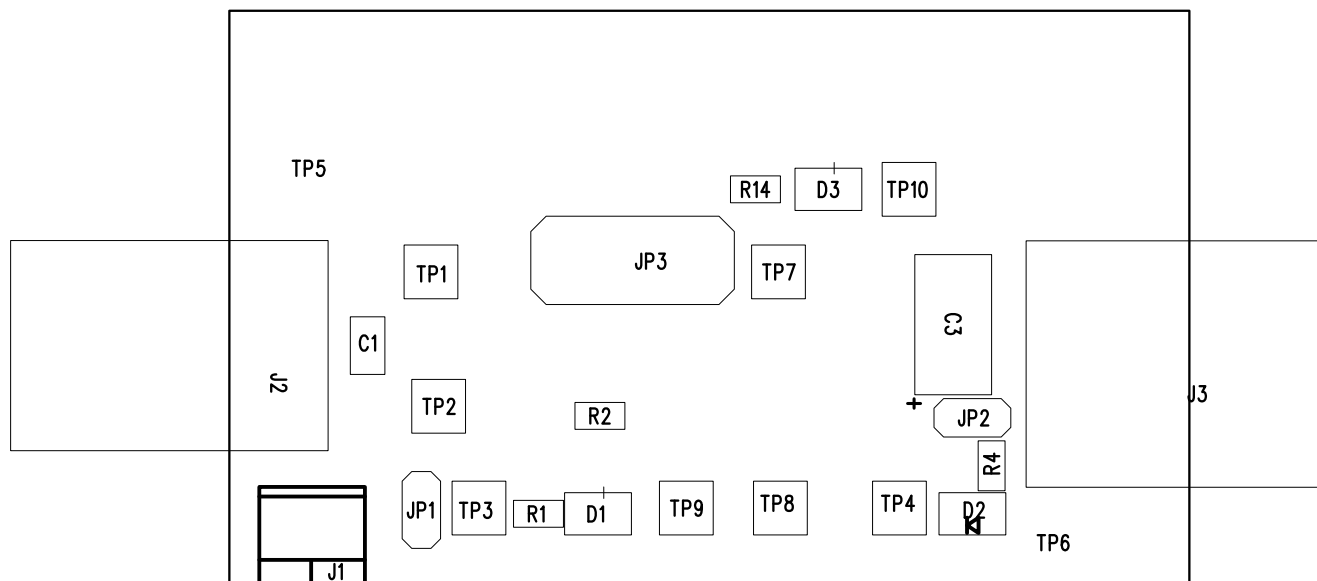 TP5
R14
D3
TP10
TP1
JP3
TP7
C1
C3
J2
TP2
R2
JP2
J3
R4
JP1
TP3
R1
D1
TP9
TP8
TP4
D2
TP6
J1
+